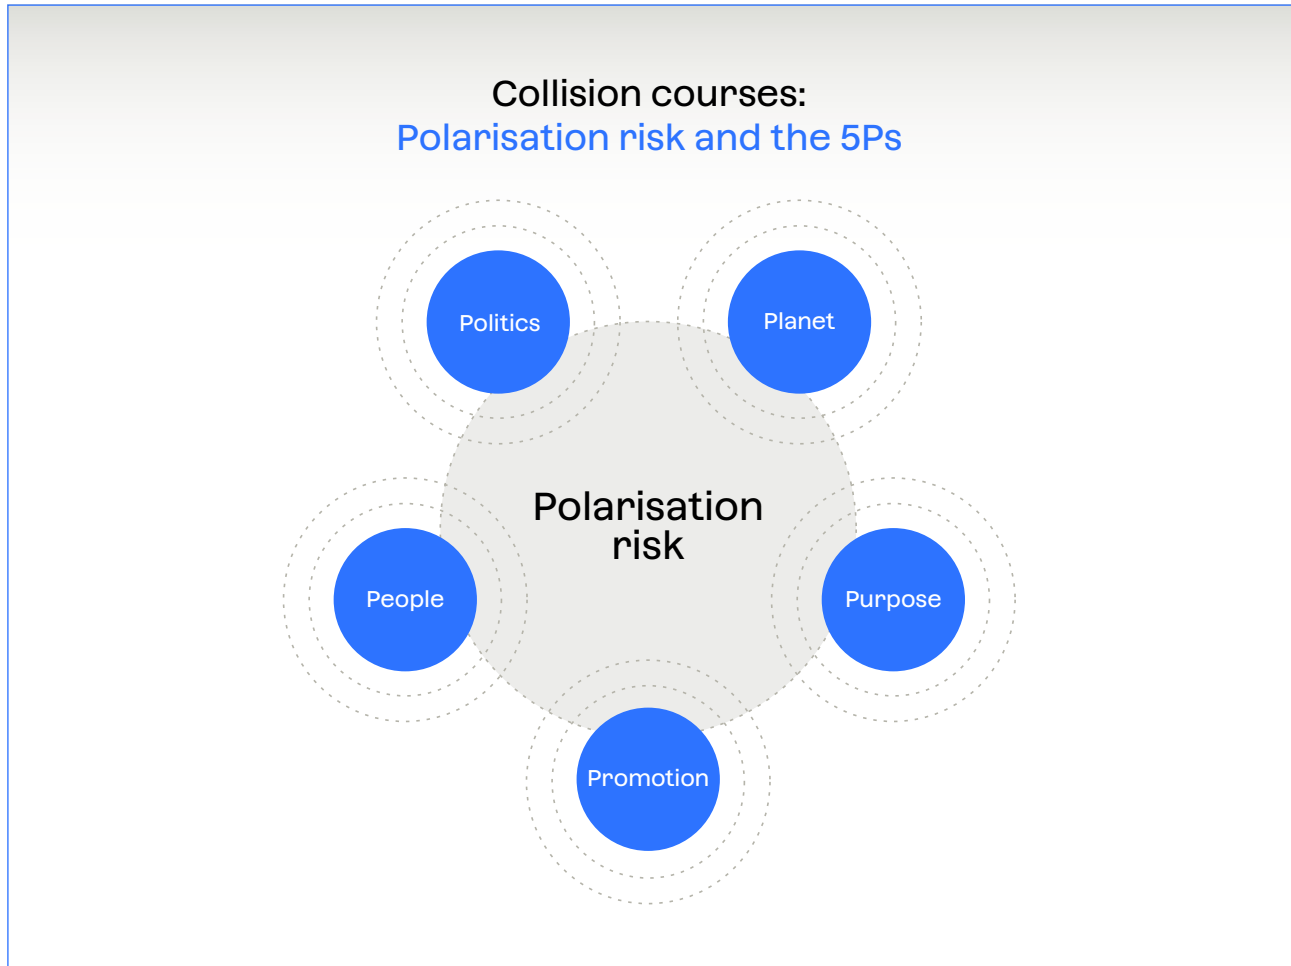 Collision courses:
Polarisation risk and the 5Ps
Politics
Planet
Polarisation
risk
People
Purpose
Promotion